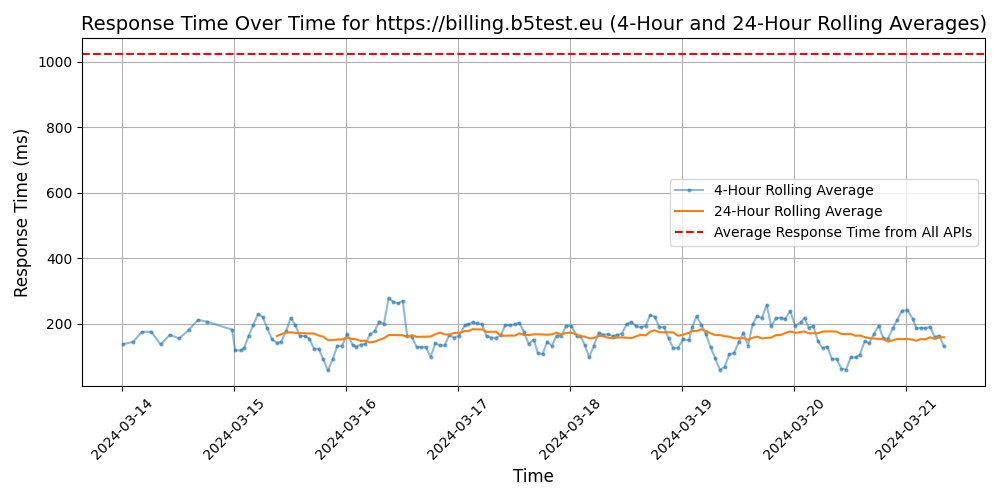 Response Time Over Time for https://billing.b5test.eu (4-Hour and 24-Hour Rolling Averages)
Response Time (ms)
1000
800
600
400
200
4-Hour Rolling Average
24-Hour Rolling Average
Average Response Time from All APIs
2024-03-14
2024-03-15
2024-03-16
2024-03-17
2024-03-18
2024-03-19
2024-03-20
2024-03-21
Time